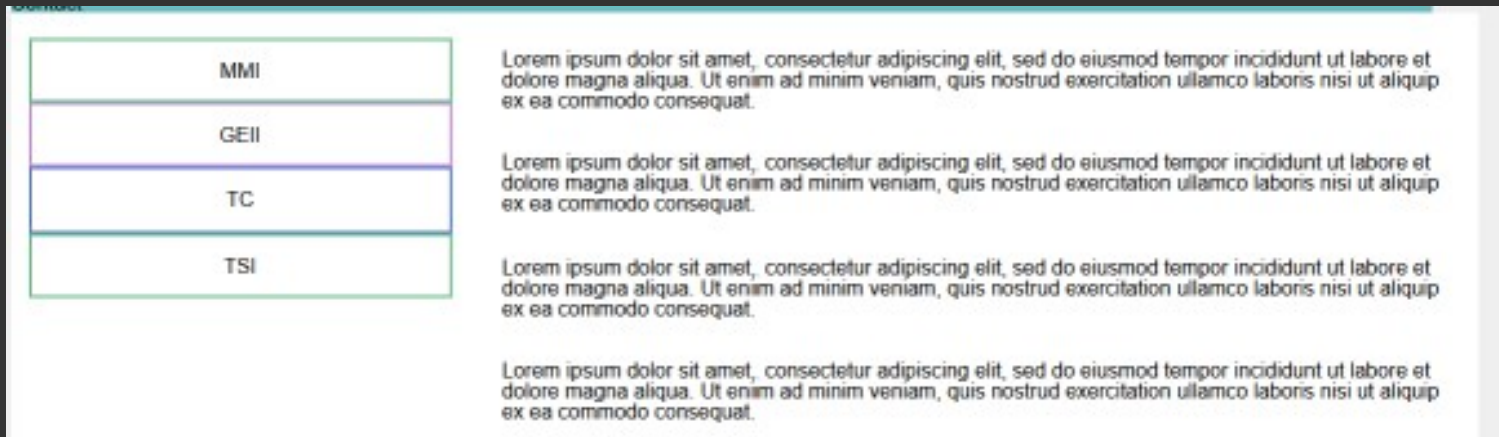 Contact
MMI
GEII
TC
TSI
Lorem ipsum dolor sit amet, consectetur adipiscing elit, sed do eiusmod tempor incididunt ut labore et
dolore magna aliqua. Ut enim ad minim veniam, quis nostrud exercitation ullamco laboris nisi ut aliquip
ex ea commodo consequat.
Lorem ipsum dolor sit amet, consectetur adipiscing elit, sed do eiusmod tempor incididunt ut labore et
dolore magna aliqua. Ut enim ad minim veniam, quis nostrud exercitation ullamco laboris nisi ut aliquip
ex ea commodo consequat.
Lorem ipsum dolor sit amet, consectetur adipiscing elit, sed do eiusmod tempor incididunt ut labore et
dolore magna aliqua. Ut enim ad minim veniam, quis nostrud exercitation ullamco laboris nisi ut aliquip
ex ea commodo consequat.
Lorem ipsum dolor sit amet, consectetur adipiscing elit, sed do eiusmod tempor incididunt ut labore et
dolore magna aliqua. Ut enim ad minim veniam, quis nostrud exercitation ullamco laboris nisi ut aliquip
ex ea commodo consequat.